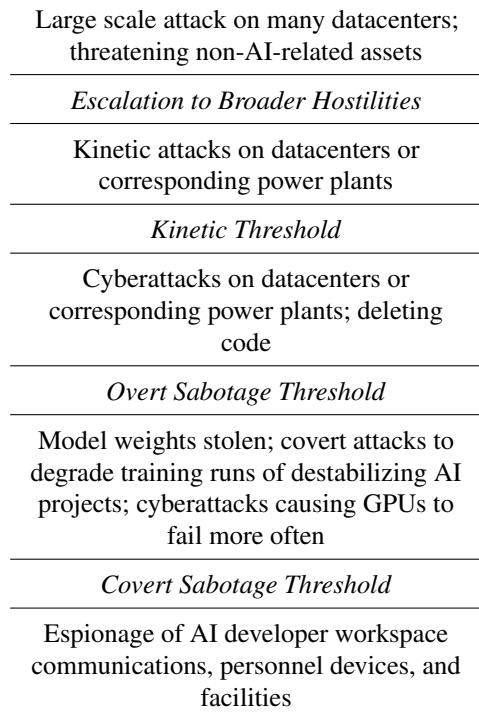 Large scale attack on many datacenters;
threatening non-AI-related assets
Escalation to Broader Hostilities
Kinetic attacks on datacenters or
corresponding power plants
Kinetic Threshold
Cyberattacks on datacenters or
corresponding power plants; deleting
code
Overt Sabotage Threshold
Model weights stolen; covert attacks to
degrade training runs of destabilizing AI
projects; cyberattacks causing GPUs to
fail more often
Covert Sabotage Threshold
Espionage of AI developer workspace
communications, personnel devices, and
facilities